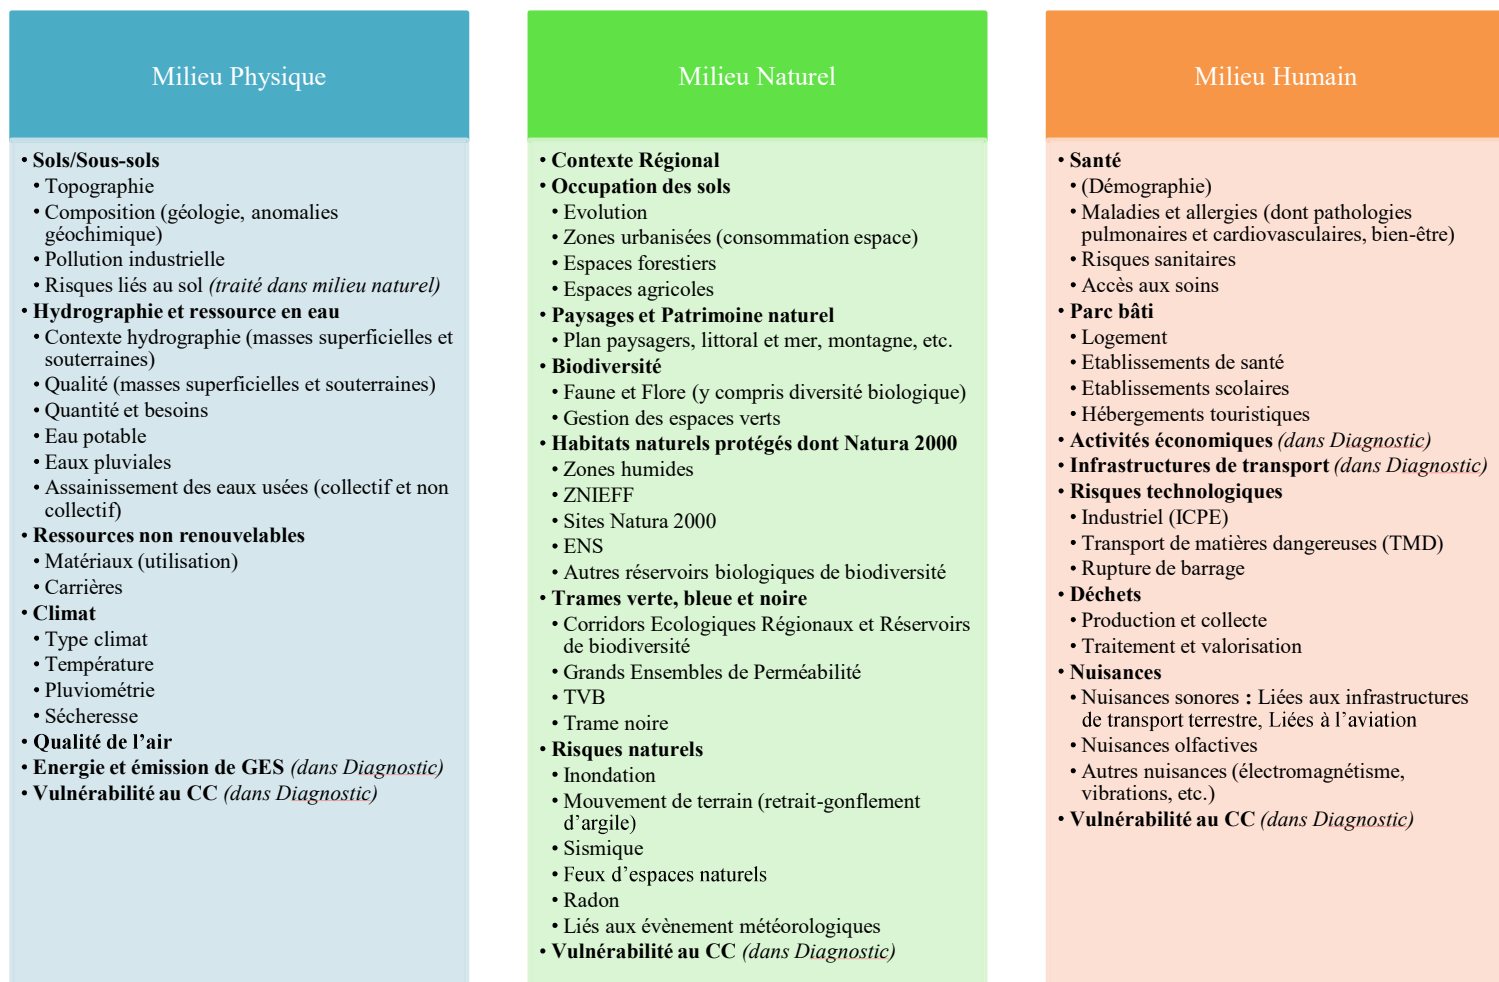 Milieu Physique
• Sols/Sous-sols
• Topographie
• Composition (géologie, anomalies
géochimique)
• Pollution industrielle
• Risques liés au sol (traité dans milieu naturel)
• Hydrographie et ressource en eau
• Contexte hydrographie (masses superficielles et
souterraines)
• Qualité (masses superficielles et souterraines)
• Quantité et besoins
• Eau potable
• Eaux pluviales
• Assainissement des eaux usées (collectif et non
collectif)
• Ressources non renouvelables
• Matériaux (utilisation)
• Carrières
• Climat
• Type climat
• Température
• Pluviométrie
• Sécheresse
• Qualité de l’air
• Energie et émission de GES (dans Diagnostic)
• Vulnérabilité au CC (dans Diagnostic)
Milieu Naturel
• Contexte Régional
• Occupation des sols
• Evolution
• Zones urbanisées (consommation espace)
• Espaces forestiers
• Espaces agricoles
• Paysages et Patrimoine naturel
• Plan paysagers, littoral et mer, montagne, etc.
• Biodiversité
• Faune et Flore (y compris diversité biologique)
• Gestion des espaces verts
• Habitats naturels protégés dont Natura 2000
• Zones humides
• ZNIEFF
• Sites Natura 2000
• ENS
• Autres réservoirs biologiques de biodiversité
• Trames verte, bleue et noire
• Corridors Ecologiques Régionaux et Réservoirs
de biodiversité
• Grands Ensembles de Perméabilité
• TVB
• Trame noire
• Risques naturels
• Inondation
• Mouvement de terrain (retrait-gonflement
d’argile)
• Sismique
• Feux d’espaces naturels
• Radon
• Liés aux évènement météorologiques
• Vulnérabilité au CC (dans Diagnostic)
Milieu Humain
• Santé
• (Démographie)
• Maladies et allergies (dont pathologies
pulmonaires et cardiovasculaires, bien-être)
• Risques sanitaires
• Accès aux soins
• Parc bâti
• Logement
• Etablissements de santé
• Etablissements scolaires
• Hébergements touristiques
• Activités économiques (dans Diagnostic)
• Infrastructures de transport (dans Diagnostic)
• Risques technologiques
• Industriel (ICPE)
• Transport de matières dangereuses (TMD)
• Rupture de barrage
• Déchets
• Production et collecte
• Traitement et valorisation
• Nuisances
• Nuisances sonores : Liées aux infrastructures
de transport terrestre, Liées à l’aviation
• Nuisances olfactives
• Autres nuisances (électromagnétisme,
vibrations, etc.)
• Vulnérabilité au CC (dans Diagnostic)